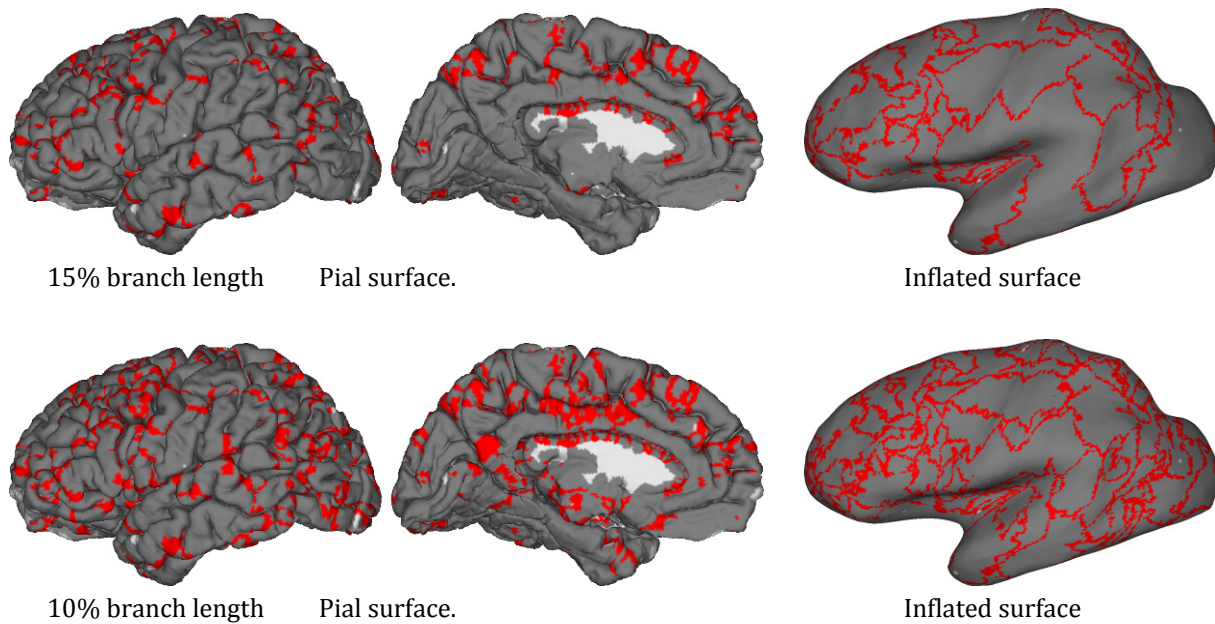 15% branch length Pial surface. Inflated surface
10% branch length Pial surface. Inflated surface